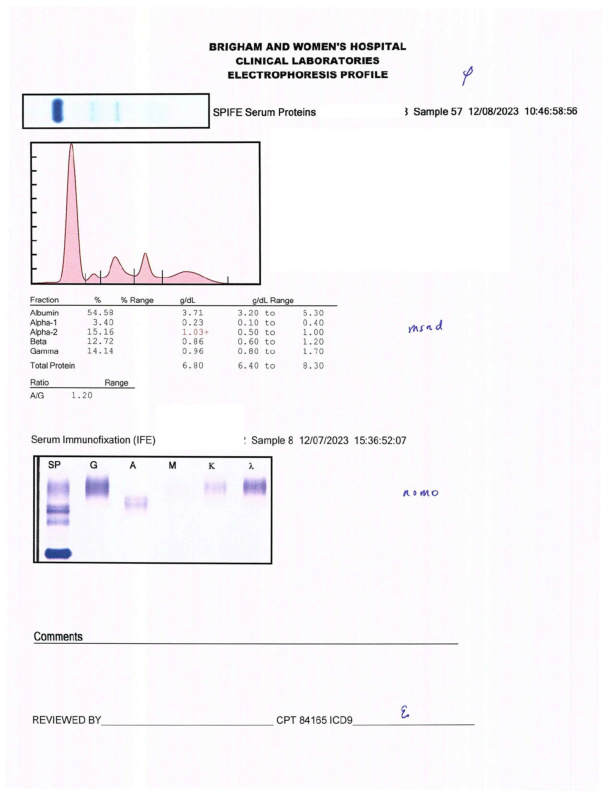 BRIGHAM AND WOMEN'S HOSPITAL
CLINICAL LABORATORIES
ELECTROPHORESIS PROFILE
SPIFE Serum Proteins Sample 57 12/08/2023 10:46:58:56
Fraction % % Range g/dL g/dL Range
Albumin 54.58 3.71 3.20 to 5.30
Alpha-1 3.40 0.23 0.10 to 0.40
Alpha-2 15.16 1.03+ 0.50 to 1.00
Beta 12.72 0.86 0.60 to 1.20
Gamma 14.14 0.96 0.80 to 1.70
Total Protein 6.80 6.40 to 8.30
Ratio Range
A/G 1.20
Serum Immunofixation (IFE) Sample 8 12/07/2023 15:36:52:07
SP G A M K λ
nomo
Comments
REVIEWED BY CPT 84165 ICD9